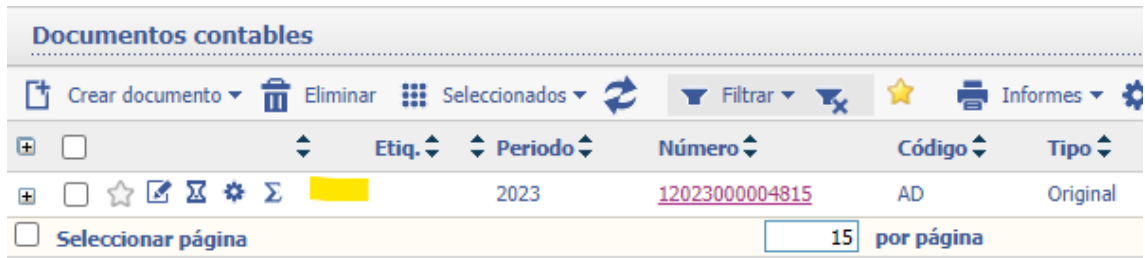 Documentos contables
Crear documento Eliminar Seleccionados Filtrar Informes
Etiq. Periodo Número Código Tipo
Σ 2023 12023000004815 AD Original
Seleccionar página 15 por página